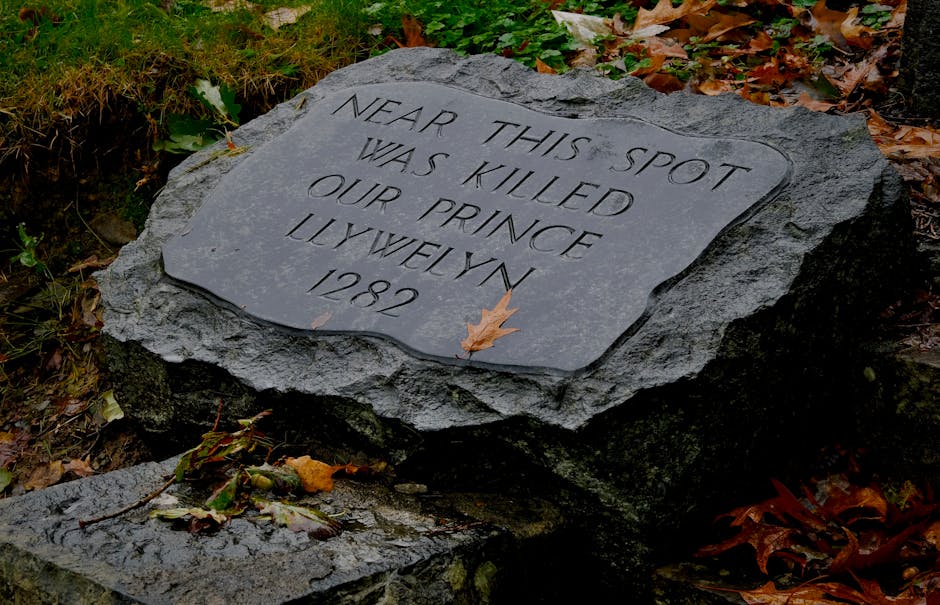 NEAR THIS SPOT
WAS KILLED
OUR PRINCE
LLYWELYN
1282